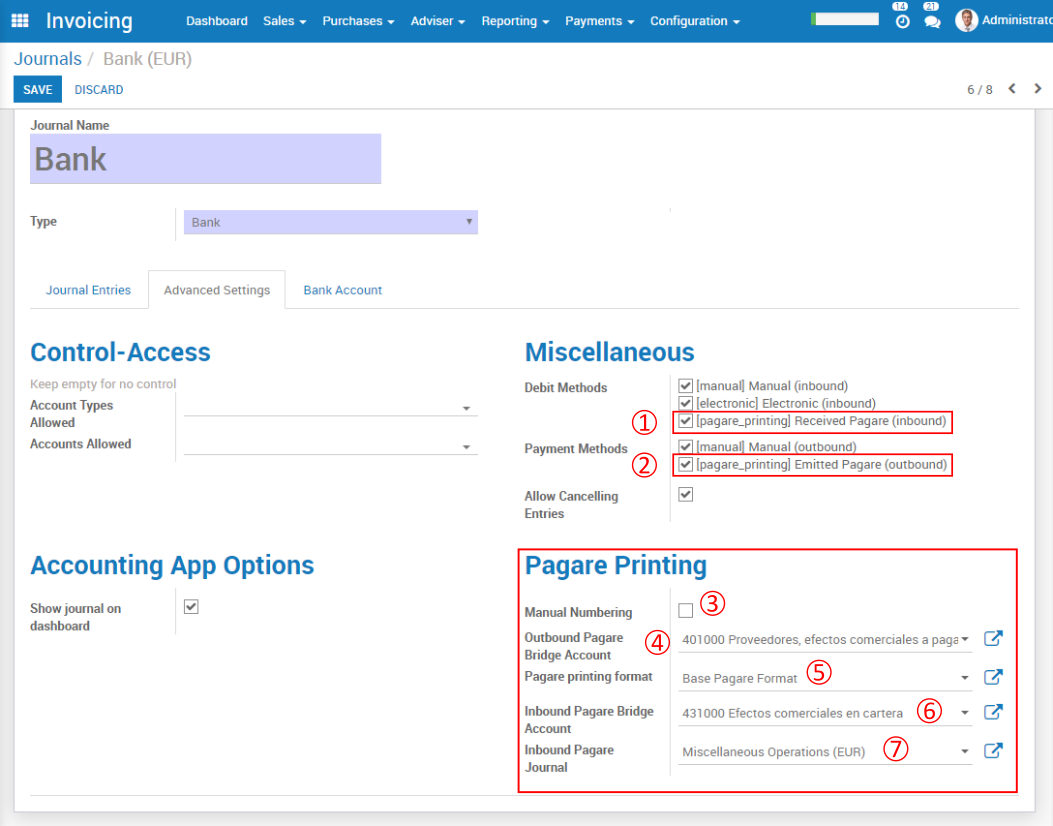 Invoicing
Dashboard Sales Purchases Adviser Reporting Payments Configuration
14
21
Administrato
Journals / Bank (EUR)
SAVE DISCARD
6 / 8
Journal Name
Bank
Type
Bank
Journal Entries Advanced Settings Bank Account
Control-Access
Keep empty for no control
Account Types
Allowed
Accounts Allowed
Miscellaneous
Debit Methods
[manual] Manual (inbound)
[electronic] Electronic (inbound)
① [pagare_printing] Received Pagare (inbound)
Payment Methods
[manual] Manual (outbound)
② [pagare_printing] Emitted Pagare (outbound)
Allow Cancelling
Entries
Accounting App Options
Show journal on
dashboard
Pagare Printing
Manual Numbering ③
Outbound Pagare
Bridge Account
④ 401000 Proveedores, efectos comerciales a paga
Pagare printing format
Base Pagare Format ⑤
Inbound Pagare Bridge
Account
431000 Efectos comerciales en cartera ⑥
Inbound Pagare
Journal
Miscellaneous Operations (EUR) ⑦